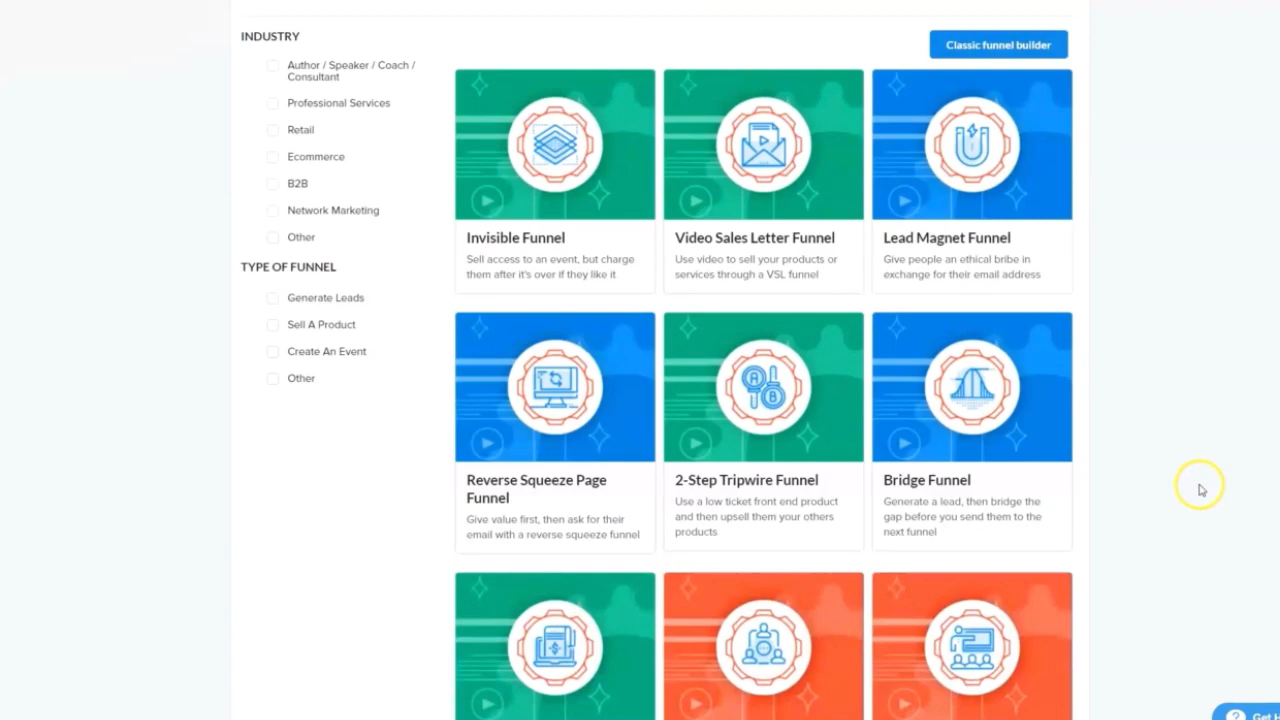 INDUSTRY
Author / Speaker / Coach /
Consultant
Professional Services
Retail
Ecommerce
B2B
Network Marketing
Other
TYPE OF FUNNEL
Generate Leads
Sell A Product
Create An Event
Other
Classic funnel builder
Invisible Funnel
Sell access to an event, but charge
them after it's over if they like it
Video Sales Letter Funnel
Use video to sell your products or
services through a VSL funnel
Lead Magnet Funnel
Give people an ethical bribe in
exchange for their email address
Reverse Squeeze Page
Funnel
Give value first, then ask for their
email with a reverse squeeze funnel
2-Step Tripwire Funnel
Use a low ticket front end product
and then upsell them your others
products
Bridge Funnel
Generate a lead, then bridge the
gap before you send them to the
next funnel